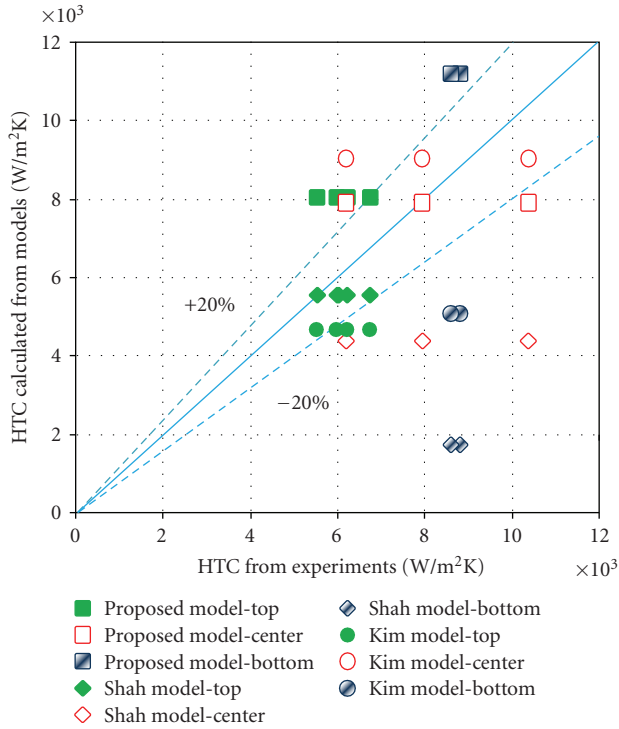 ×10³
12
10
8
6
4
2
0
HTC calculated from models (W/m²K)
+20%
−20%
0 2 4 6 8 10 12
HTC from experiments (W/m²K)
×10³
Proposed model-top
Proposed model-center
Proposed model-bottom
Shah model-top
Shah model-center
Shah model-bottom
Kim model-top
Kim model-center
Kim model-bottom